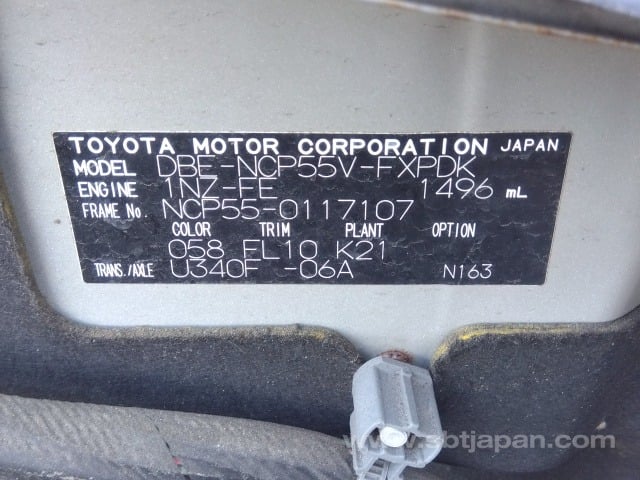 TOYOTA MOTOR CORPORATION JAPAN
MODEL DBE-NCP55V-FXPDK
ENGINE 1NZ-FE 1496 mL
FRAME No. NCP55-0117107
COLOR TRIM PLANT OPTION
058 FL10 K21
TRANS./AXLE U340F -06A N163
www.sbtjapan.com